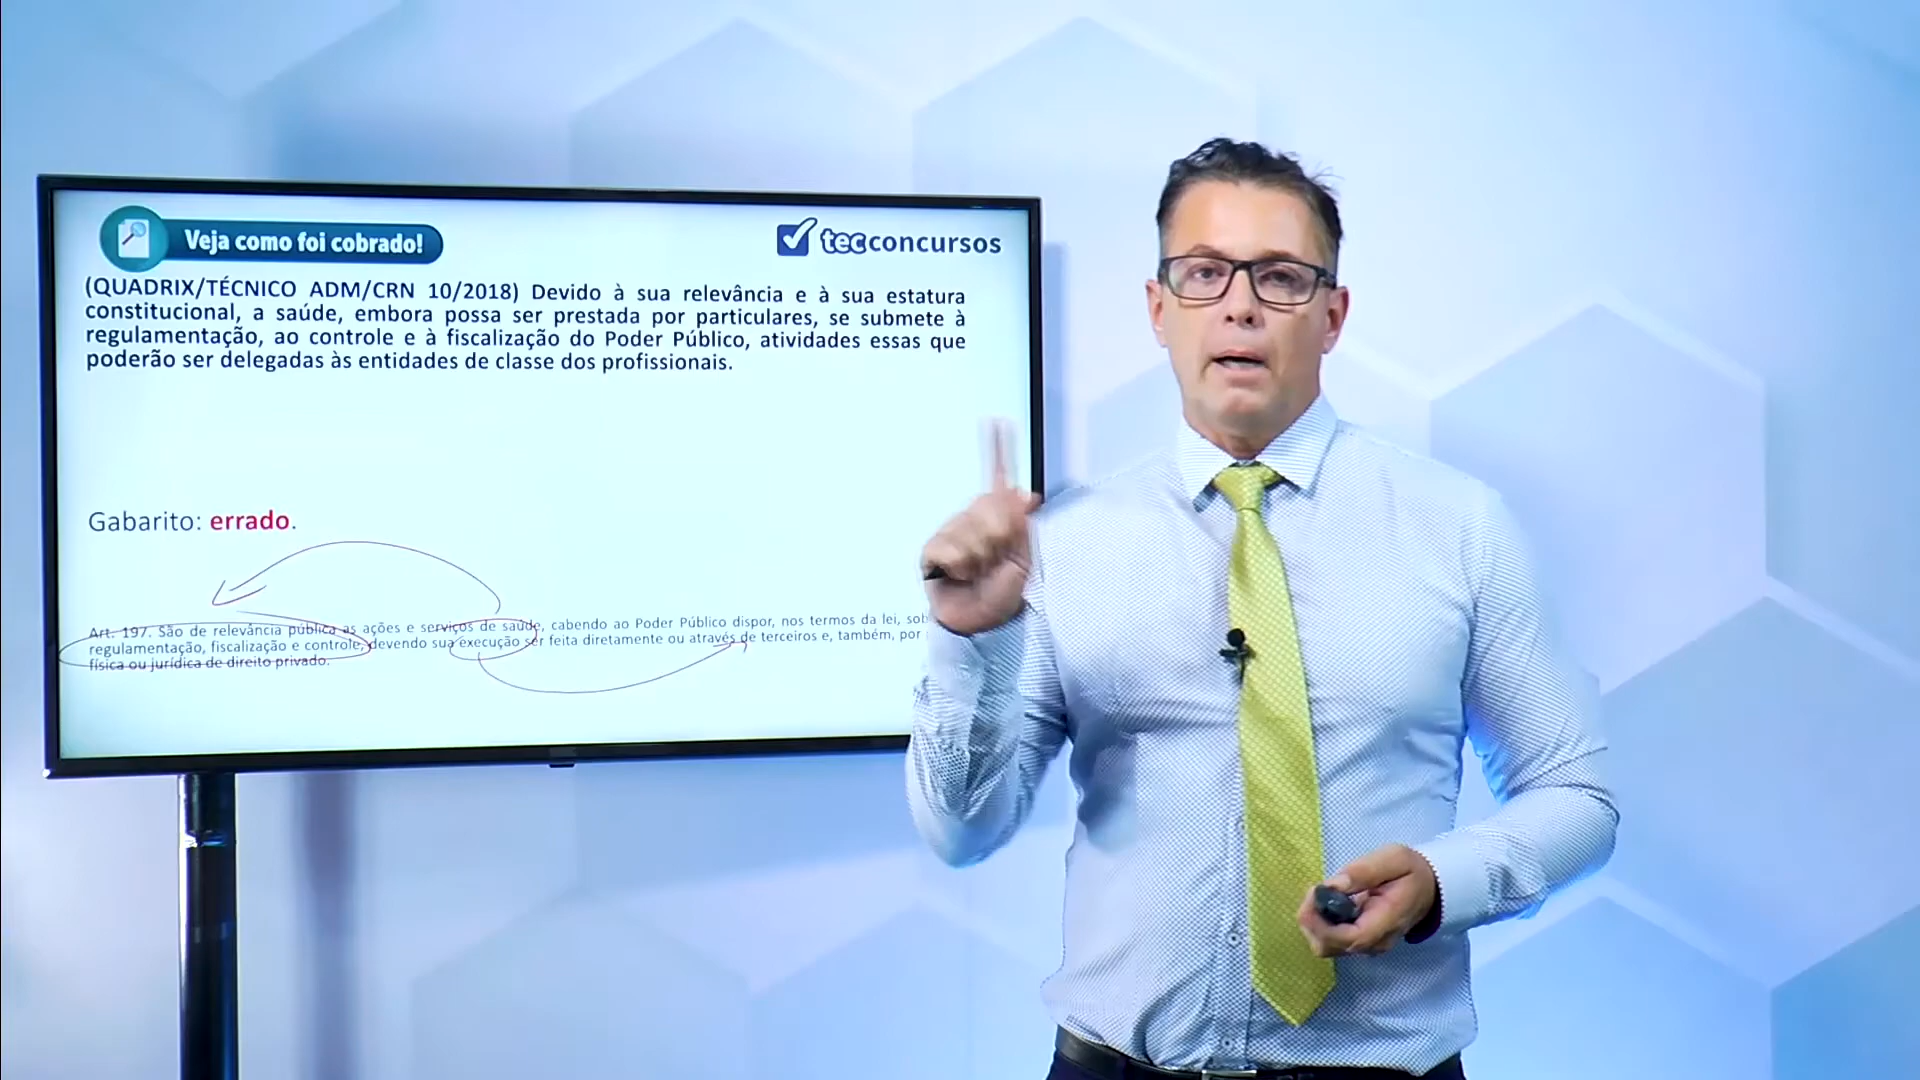 Veja como foi cobrado!
tecconcursos
(QUADRIX/TÉCNICO ADM/CRN 10/2018) Devido à sua relevância e à sua estatura
constitucional, a saúde, embora possa ser prestada por particulares, se submete à
regulamentação, ao controle e à fiscalização do Poder Público, atividades essas que
poderão ser delegadas às entidades de classe dos profissionais.
Gabarito: errado.
Art. 197. São de relevância pública as ações e serviços de saúde, cabendo ao Poder Público dispor, nos termos da lei, sob
regulamentação, fiscalização e controle, devendo sua execução ser feita diretamente ou através de terceiros e, também, por
física ou jurídica de direito privado.